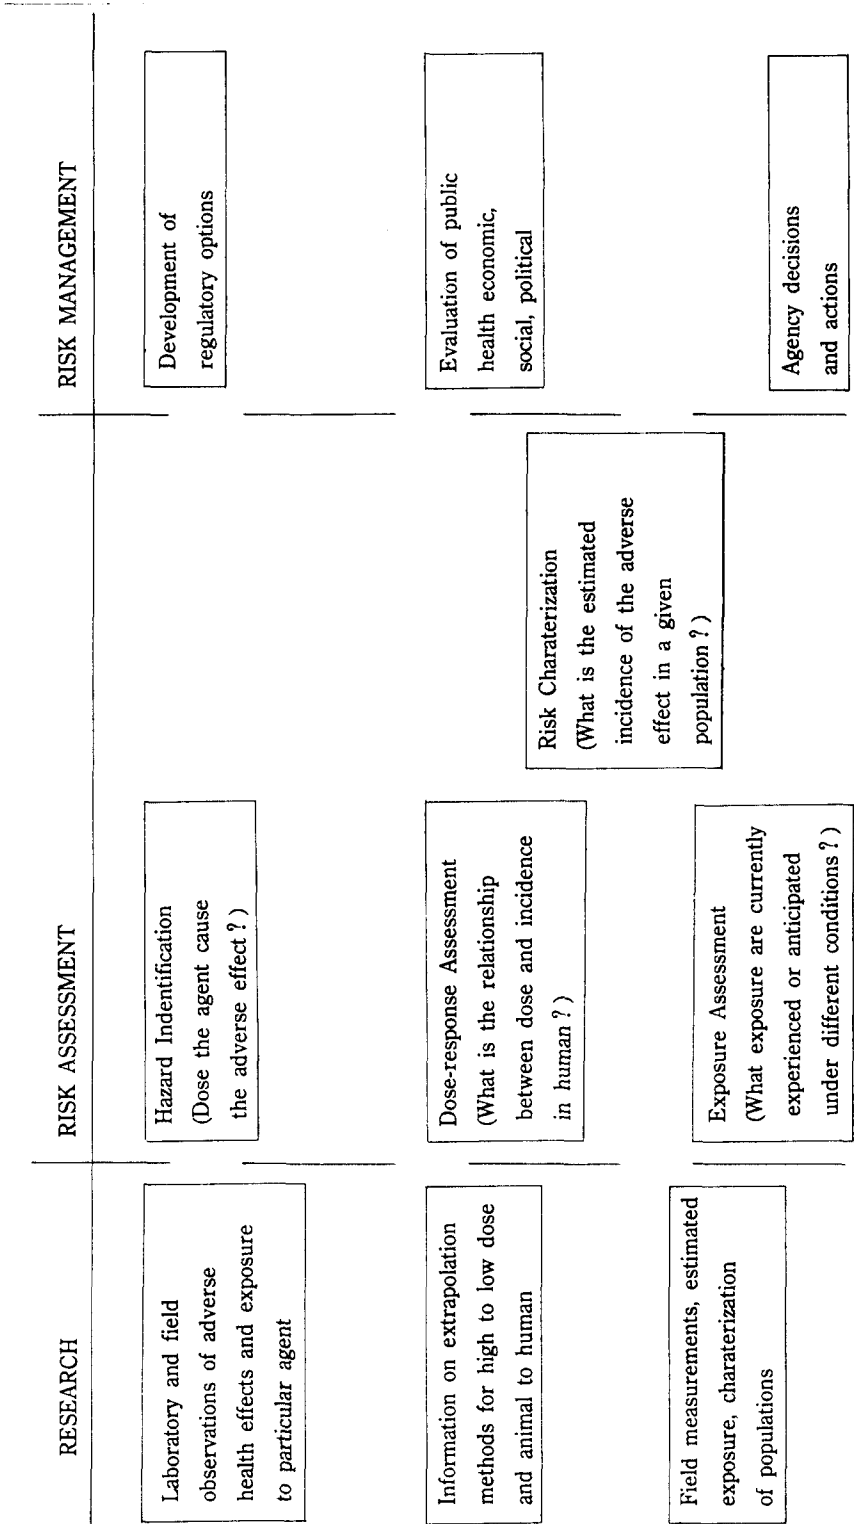 RESEARCH
RISK ASSESSMENT
RISK MANAGEMENT
Laboratory and field
observations of adverse
health effects and exposure
to particular agent
Information on extrapolation
methods for high to low dose
and animal to human
Field measurements, estimated
exposure, charaterization
of populations
Hazard Indentification
(Dose the agent cause
the adverse effect?)
Dose-response Assessment
(What is the relationship
between dose and incidence
in human?)
Exposure Assessment
(What exposure are currently
experienced or anticipated
under different conditions?)
Risk Charaterization
(What is the estimated
incidence of the adverse
effect in a given
population?)
Development of
regulatory options
Evaluation of public
health economic,
social, political
Agency decisions
and actions